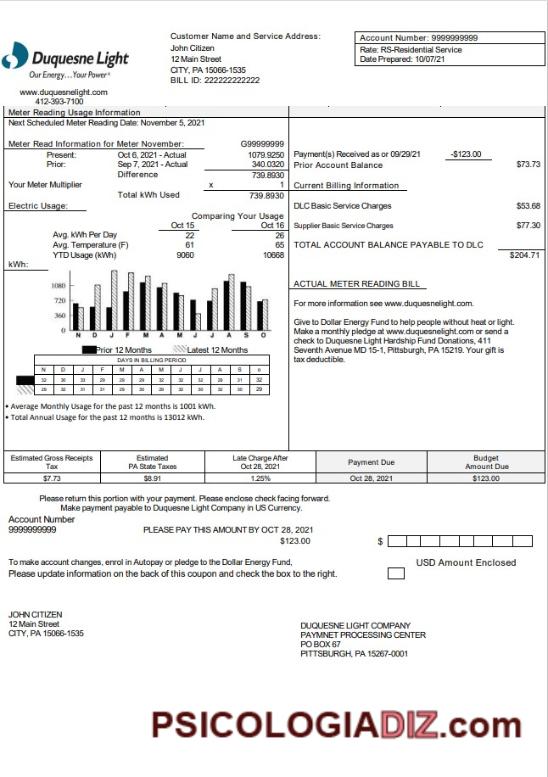 Duquesne Light
Our Energy...Your Power
www.duquesnelight.com
412-393-7100
Customer Name and Service Address:
John Citizen
12 Main Street
CITY, PA 15066-1535
BILL ID: 222222222222
Account Number: 9999999999
Rate: RS-Residential Service
Date Prepared: 10/07/21
Meter Reading Usage Information
Next Scheduled Meter Reading Date: November 5, 2021
Meter Read Information for Meter November: G99999999
Present: Oct 6, 2021 - Actual 1079.9250
Prior: Sep 7, 2021 - Actual 340.0320
Difference 739.8930
Your Meter Multiplier x 1
Total kWh Used 739.8930
Electric Usage:
Comparing Your Usage
Oct 15 Oct 16
Avg. kWh Per Day 22 26
Avg. Temperature (F) 61 65
YTD Usage (kWh) 9060 10668
kWh:
1080
720
360
0
N D J F M A M J J A S O
Prior 12 Months Latest 12 Months
DAYS IN BILLING PERIOD
N D J F M A M J J A S o
32 36 33 29 29 29 32 32 32 29 31 32
29 32 31 31 29 30 29 32 29 32 30 29
• Average Monthly Usage for the past 12 months is 1001 kWh.
• Total Annual Usage for the past 12 months is 13012 kWh.
Payment(s) Received as or 09/29/21 -$123.00
Prior Account Balance $73.73
Current Billing Information
DLC Basic Service Charges $53.68
Supplier Basic Service Charges $77.30
TOTAL ACCOUNT BALANCE PAYABLE TO DLC
$204.71
ACTUAL METER READING BILL
For more information see www.duquesnelight.com.
Give to Dollar Energy Fund to help people without heat or light.
Make a monthly pledge at www.duquesnelight.com or send a
check to Duquesne Light Hardship Fund Donations, 411
Seventh Avenue MD 15-1, Pittsburgh, PA 15219. Your gift is
tax deductible.
Estimated Gross Receipts Tax Estimated PA State Taxes Late Charge After Oct 28, 2021 Payment Due Budget Amount Due
$7.73 $8.91 1.25% Oct 28, 2021 $123.00
Please return this portion with your payment. Please enclose check facing forward.
Make payment payable to Duquesne Light Company in US Currency.
Account Number
9999999999 PLEASE PAY THIS AMOUNT BY OCT 28, 2021
$123.00 $
To make account changes, enrol in Autopay or pledge to the Dollar Energy Fund,
Please update information on the back of this coupon and check the box to the right.
USD Amount Enclosed
JOHN CITIZEN
12 Main Street
CITY, PA 15066-1535
DUQUESNE LIGHT COMPANY
PAYMNET PROCESSING CENTER
PO BOX 67
PITTSBURGH, PA 15267-0001
PSICOLOGIADIZ.com